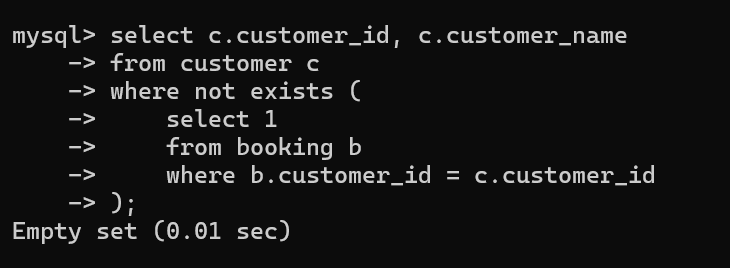 mysql> select c.customer_id, c.customer_name
    -> from customer c
    -> where not exists (
    ->     select 1
    ->     from booking b
    ->     where b.customer_id = c.customer_id
    -> );
Empty set (0.01 sec)